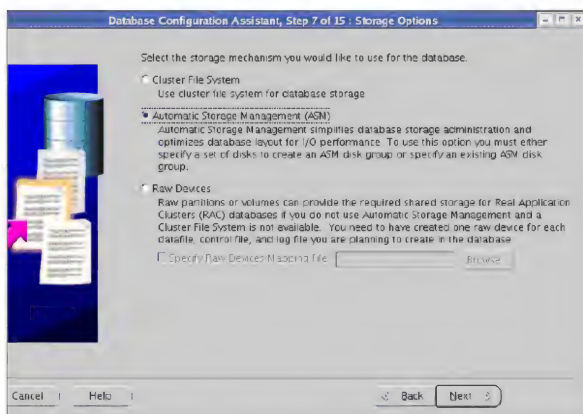 Database Configuration Assistant, Step 7 of 15 : Storage Options
Select the storage mechanism you would like to use for the database.
Cluster File System
Use cluster file system for database storage
Automatic Storage Management (ASM)
Automatic Storage Management simplifies database storage administration and
optimizes database layout for I/O performance. To use this option you must either
specify a set of disks to create an ASM disk group or specify an existing ASM disk
group.
Raw Devices
Raw partitions or volumes can provide the required shared storage for Real Application
Clusters (RAC) databases if you do not use Automatic Storage Management and a
Cluster File System is not available. You need to have created one raw device for each
datafile, control file, and log file you are planning to create in the database
Specify Raw Devices Mapping File
Browse...
Cancel
Help
Back
Next